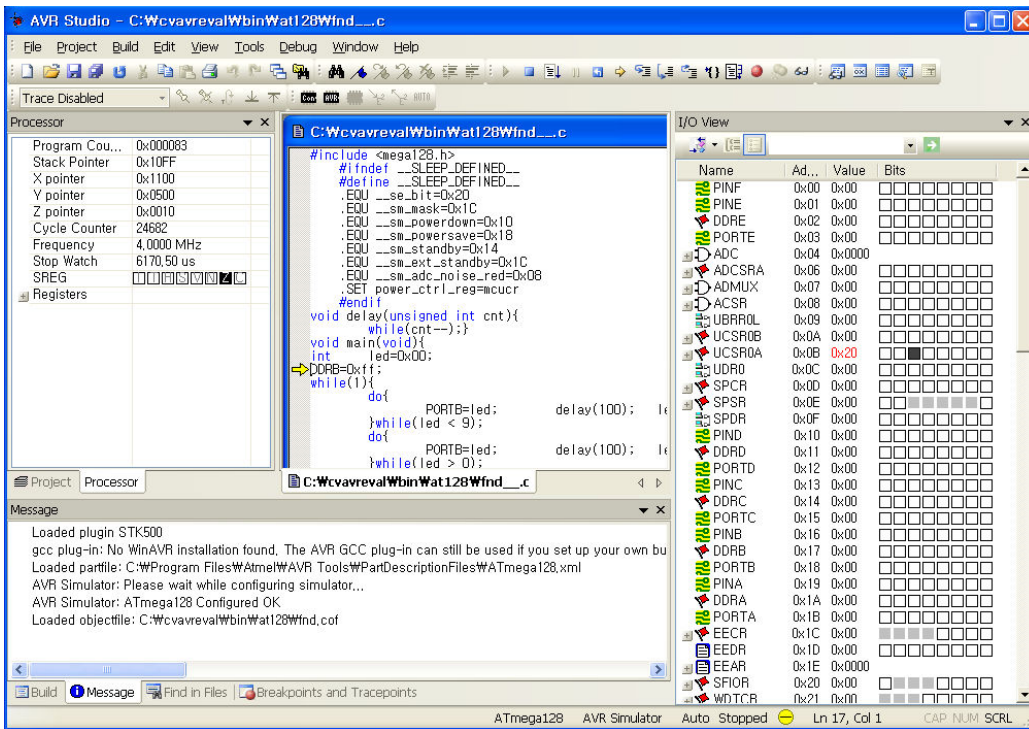 AVR Studio - C:₩cvavreval₩bin₩at128₩fnd__.c
File Project Build Edit View Tools Debug Window Help
Trace Disabled
Con AVR AUTO
Processor
Program Cou... 0x000083
Stack Pointer 0x10FF
X pointer 0x1100
Y pointer 0x0500
Z pointer 0x0010
Cycle Counter 24682
Frequency 4,0000 MHz
Stop Watch 6170,50 us
SREG I T H S V N Z C
Registers
Project Processor
C:₩cvavreval₩bin₩at128₩fnd__.c
#include <mega128.h>
#ifndef __SLEEP_DEFINED__
#define __SLEEP_DEFINED__
.EQU __se_bit=0x20
.EQU __sm_mask=0x1C
.EQU __sm_powerdown=0x10
.EQU __sm_powersave=0x18
.EQU __sm_standby=0x14
.EQU __sm_ext_standby=0x1C
.EQU __sm_adc_noise_red=0x08
.SET power_ctrl_reg=mcucr
#endif
void delay(unsigned int cnt){
while(cnt--);}
void main(void){
int led=0x00;
DDRB=0xff;
while(1){
do{
PORTB=led; delay(100); le
}while(led < 9);
do{
PORTB=led; delay(100); le
}while(led > 0);
C:₩cvavreval₩bin₩at128₩fnd__.c
I/O View
Name Ad... Value Bits
PINF 0x00 0x00
PINE 0x01 0x00
DDRE 0x02 0x00
PORTE 0x03 0x00
ADC 0x04 0x0000
ADCSRA 0x06 0x00
ADMUX 0x07 0x00
ACSR 0x08 0x00
UBRR0L 0x09 0x00
UCSR0B 0x0A 0x00
UCSR0A 0x0B 0x20
UDR0 0x0C 0x00
SPCR 0x0D 0x00
SPSR 0x0E 0x00
SPDR 0x0F 0x00
PIND 0x10 0x00
DDRD 0x11 0x00
PORTD 0x12 0x00
PINC 0x13 0x00
DDRC 0x14 0x00
PORTC 0x15 0x00
PINB 0x16 0x00
DDRB 0x17 0x00
PORTB 0x18 0x00
PINA 0x19 0x00
DDRA 0x1A 0x00
PORTA 0x1B 0x00
EECR 0x1C 0x00
EEDR 0x1D 0x00
EEAR 0x1E 0x0000
SFIOR 0x20 0x00
WDTCR 0x21 0x00
Message
Loaded plugin STK500
gcc plug-in: No WinAVR installation found, The AVR GCC plug-in can still be used if you set up your own bu
Loaded partfile: C:₩Program Files₩Atmel₩AVR Tools₩PartDescriptionFiles₩ATmega128,xml
AVR Simulator: Please wait while configuring simulator,,,
AVR Simulator: ATmega128 Configured OK
Loaded objectfile: C:₩cvavreval₩bin₩at128₩fnd,cof
Build Message Find in Files Breakpoints and Tracepoints
ATmega128 AVR Simulator Auto Stopped Ln 17, Col 1 CAP NUM SCRL